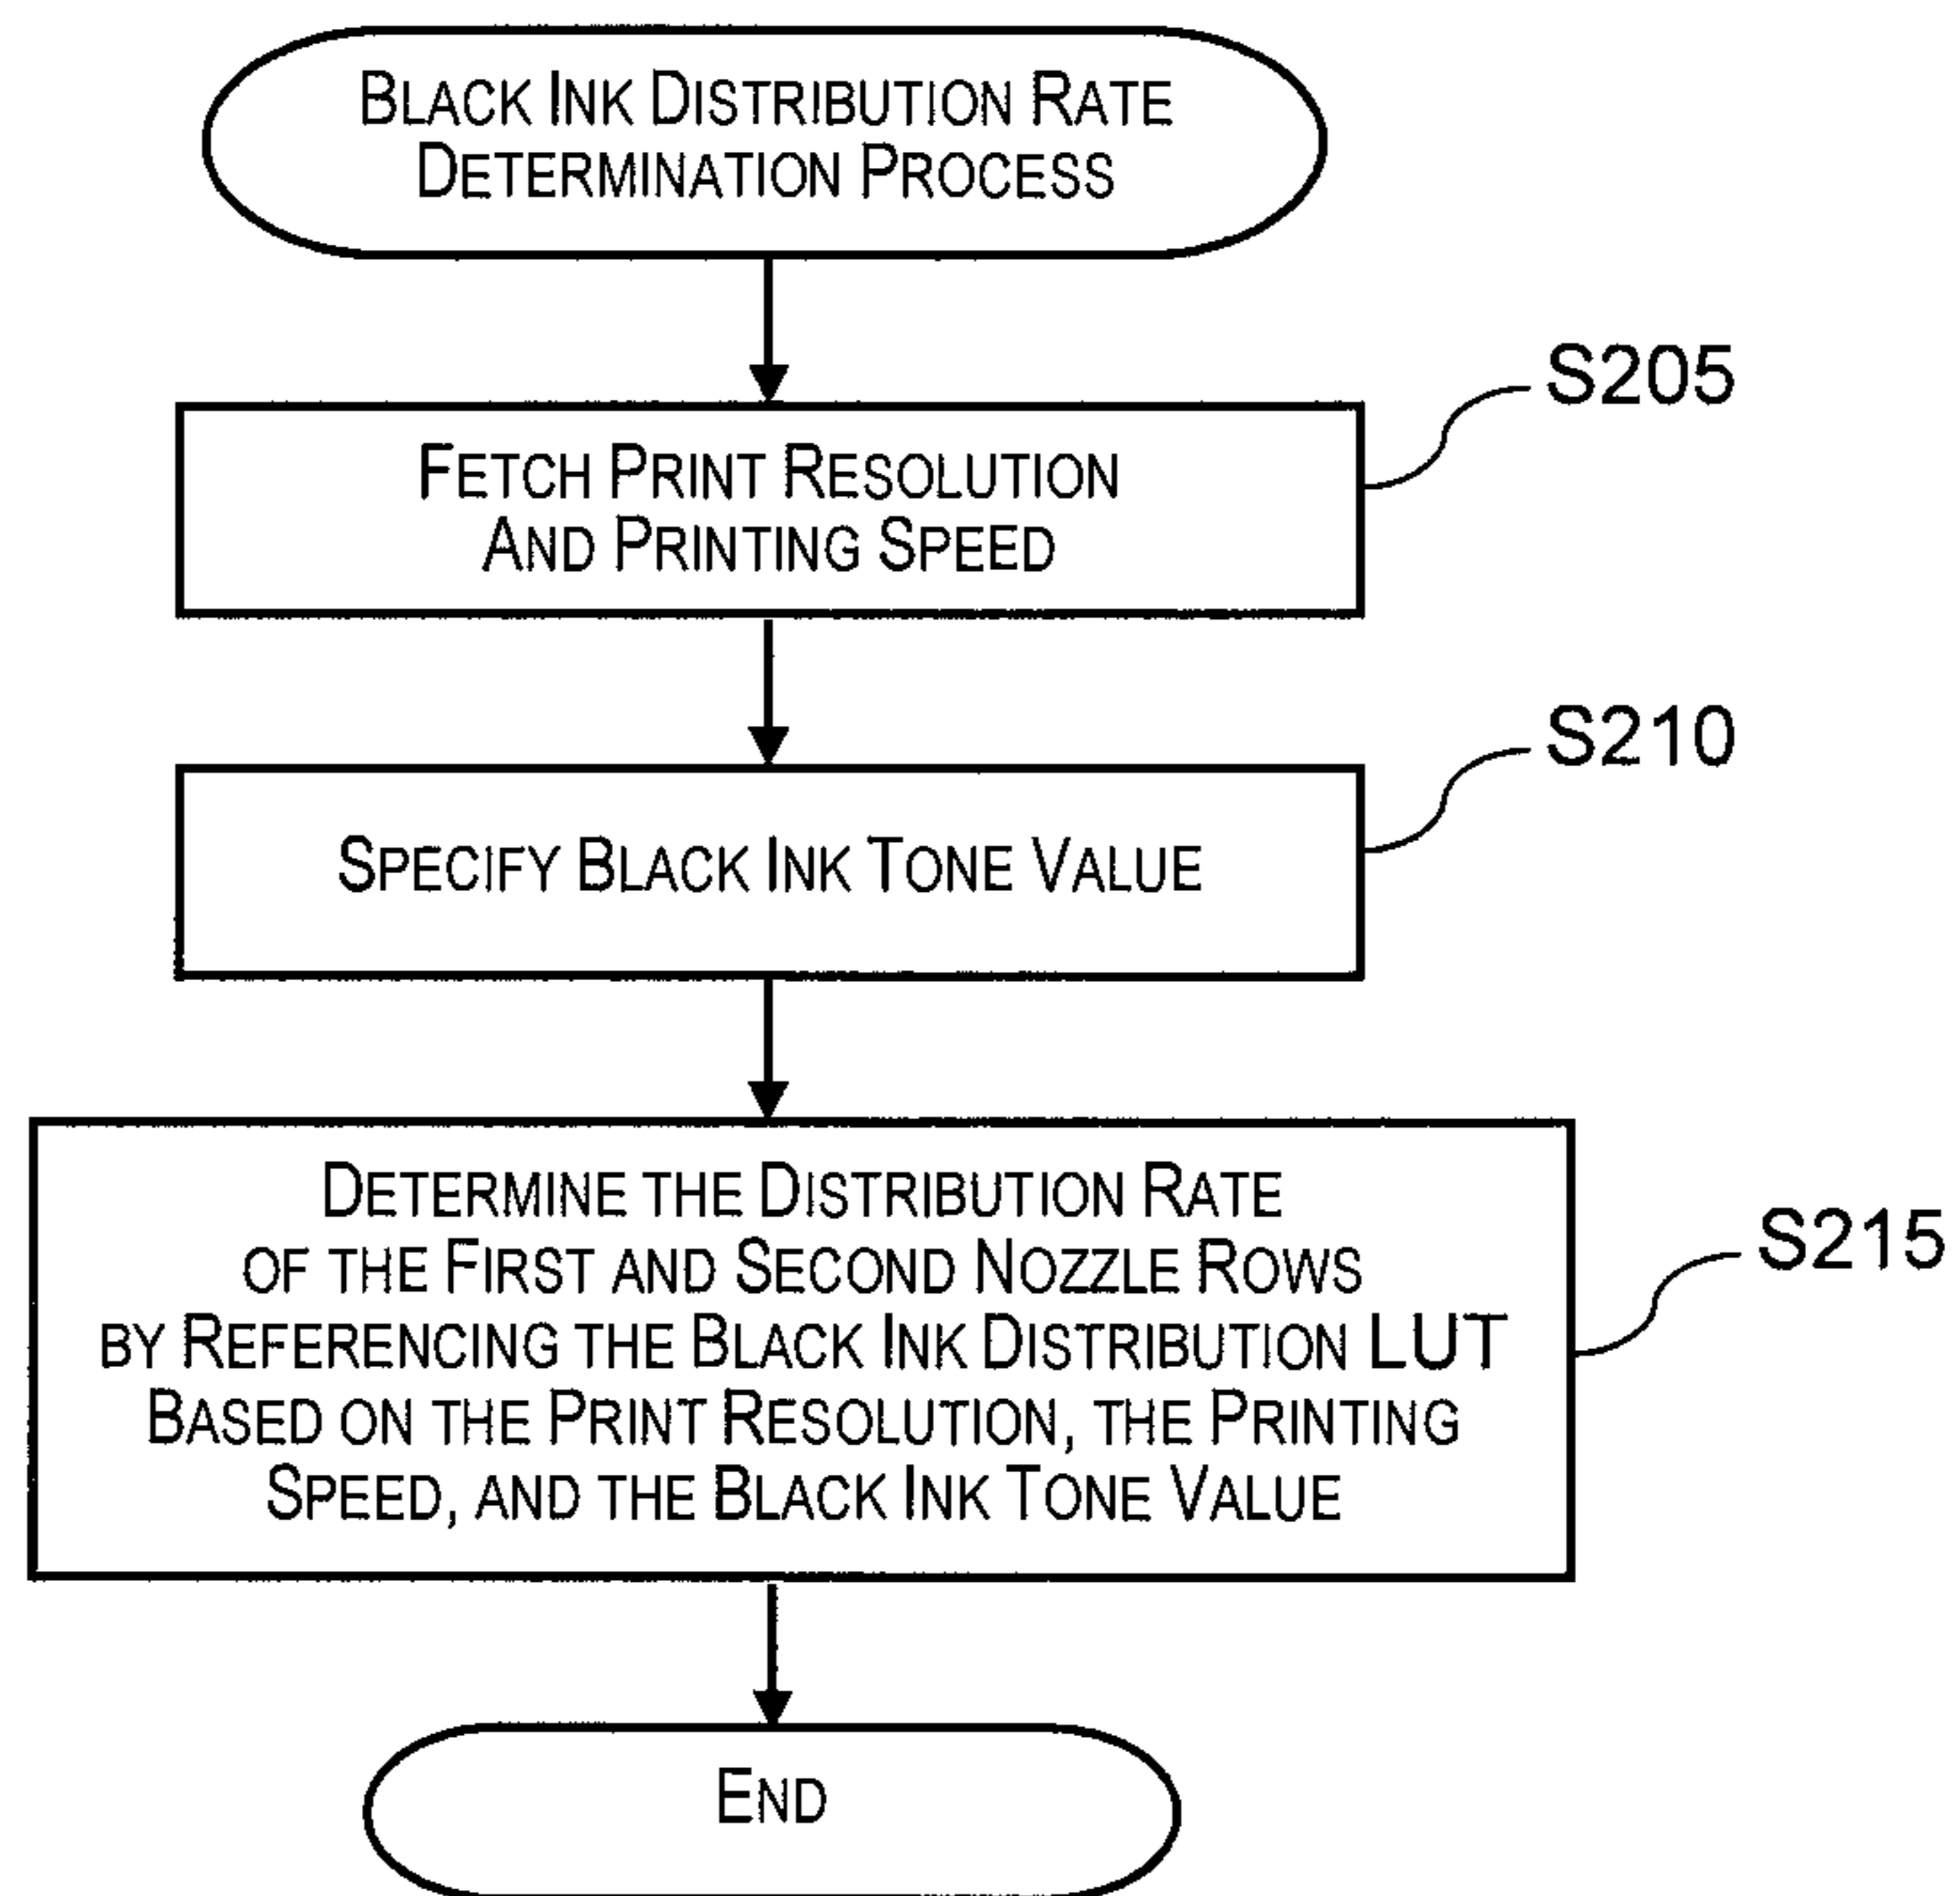 BLACK INK DISTRIBUTION RATE
DETERMINATION PROCESS
S205
FETCH PRINT RESOLUTION
AND PRINTING SPEED
S210
SPECIFY BLACK INK TONE VALUE
S215
DETERMINE THE DISTRIBUTION RATE
OF THE FIRST AND SECOND NOZZLE ROWS
BY REFERENCING THE BLACK INK DISTRIBUTION LUT
BASED ON THE PRINT RESOLUTION, THE PRINTING
SPEED, AND THE BLACK INK TONE VALUE
END